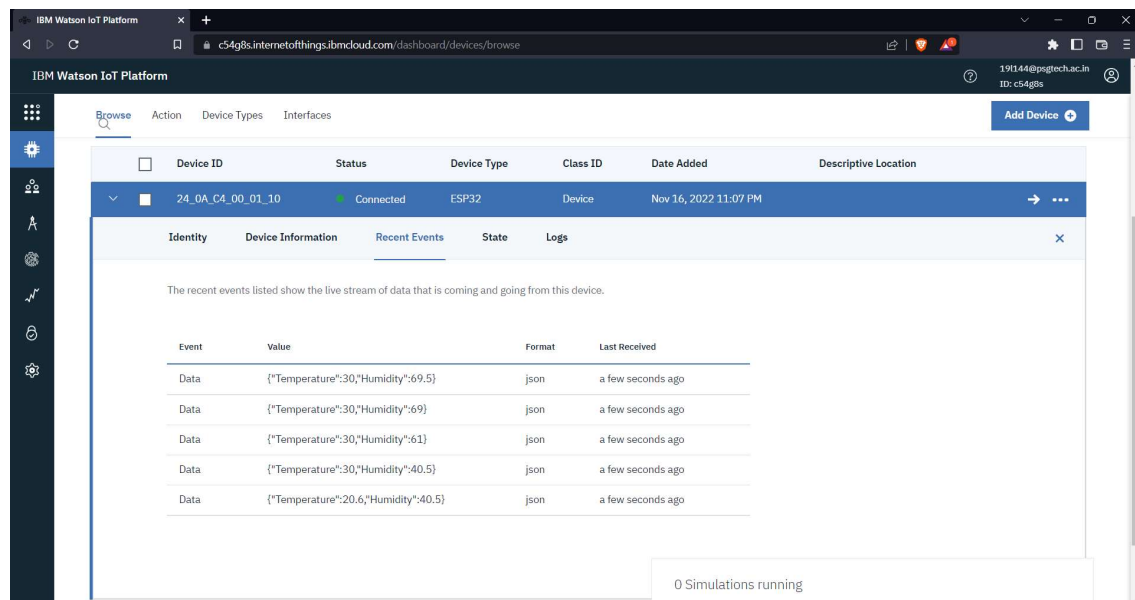 IBM Watson IoT Platform
c54g8s.internetofthings.ibmcloud.com/dashboard/devices/browse
IBM Watson IoT Platform
19l144@psgtech.ac.in
ID: c54g8s
Browse Action Device Types Interfaces Add Device
Device ID Status Device Type Class ID Date Added Descriptive Location
24_0A_C4_00_01_10 Connected ESP32 Device Nov 16, 2022 11:07 PM
Identity Device Information Recent Events State Logs
The recent events listed show the live stream of data that is coming and going from this device.
Event Value Format Last Received
Data {"Temperature":30,"Humidity":69.5} json a few seconds ago
Data {"Temperature":30,"Humidity":69} json a few seconds ago
Data {"Temperature":30,"Humidity":61} json a few seconds ago
Data {"Temperature":30,"Humidity":40.5} json a few seconds ago
Data {"Temperature":20.6,"Humidity":40.5} json a few seconds ago
0 Simulations running